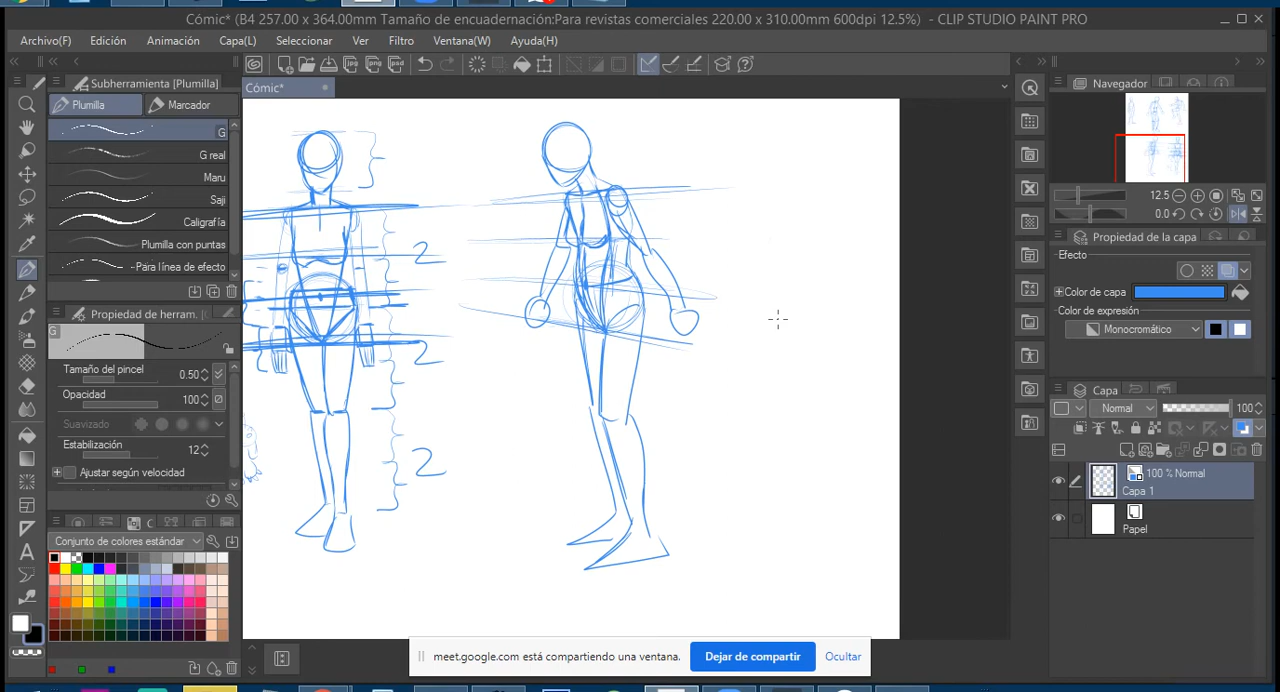 Cómic* (B4 257.00 x 364.00mm Tamaño de encuadernación:Para revistas comerciales 220.00 x 310.00mm 600dpi 12.5%) - CLIP STUDIO PAINT PRO
Archivo(F) Edición Animación Capa(L) Seleccionar Ver Filtro Ventana(W) Ayuda(H)
Subherramienta [Plumilla]
Plumilla Marcador
G
G real
Maru
Saji
Caligrafía
Plumilla con puntas
Para línea de efecto
Propiedad de herram. [G
G
Tamaño del pincel 0.50
Opacidad 100
Suavizado
Estabilización 12
Ajustar según velocidad
Conjunto de colores estándar
Cómic*
2
2
2
Navegador
12.5
0.0
Propiedad de la capa
Efecto
Color de capa
Color de expresión
Monocromático
Capa
Normal 100
100 % Normal
Capa 1
Papel
meet.google.com está compartiendo una ventana. Dejar de compartir Ocultar